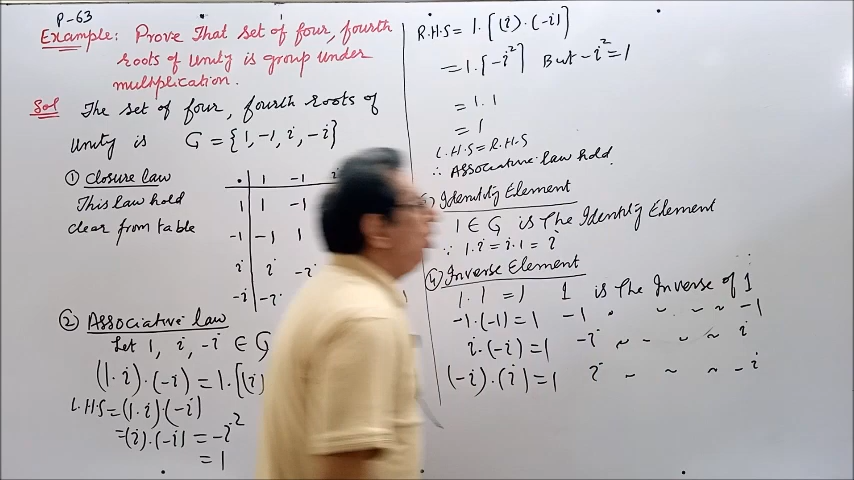 P-63
Example: Prove That set of four, fourth
roots of unity is group under
multiplication.
Sol The set of four, fourth roots of
unity is G = {1, -1, i, -i}
① Closure law
This law hold
clear from table
. 1 -1 i
1 1 -1
-1 -1 1
i i -i
-i -i i
② Associative law
Let 1, i, -i ∈ G
(1.i).(-i) = 1.[(i)
L.H.S = (1.i).(-i)
= (i).(-i) = -i²
= 1
R.H.S = 1.[(i).(-i)]
= 1.[-i²] But -i² = 1
= 1.1
= 1
L.H.S = R.H.S
∴ Associative law hold.
Identity Element
1 ∈ G is The Identity Element
∵ 1.i = i.1 = i
④ Inverse Element
1.1 = 1 1 is The Inverse of 1
-1.(-1) = 1 -1 " " " " -1
i.(-i) = 1 -i " " " " i
(-i).(i) = 1 i " " " -i